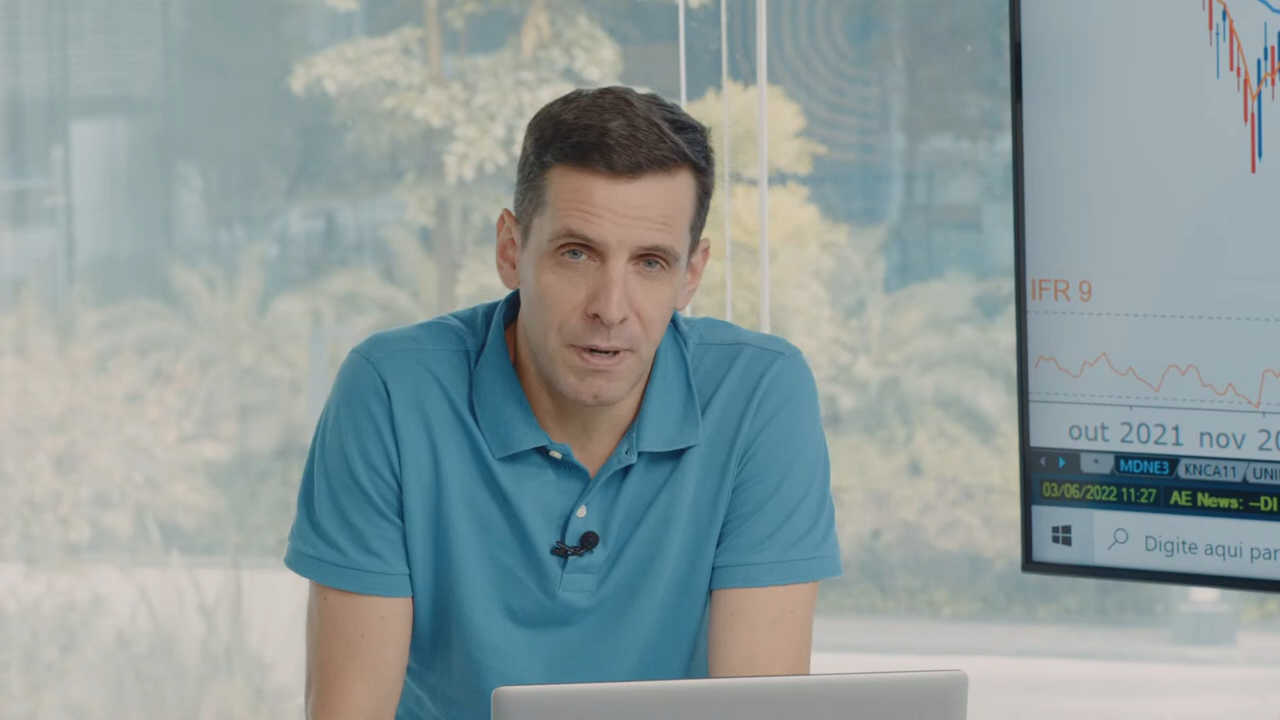 IFR 9
out 2021 nov 20
MDNE3 KNCA11 UNI
03/06/2022 11:27 AE News: --DI
Digite aqui par